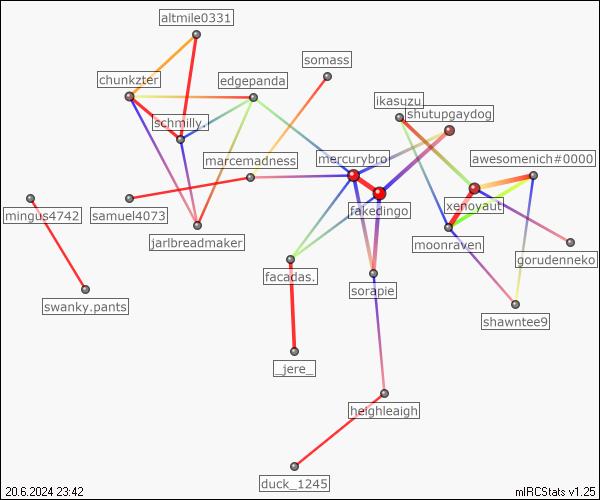 altmile0331
somass
chunkzter
edgepanda
ikasuzu
shutupgaydog
schmilly_
marcemadness
mercurybro
awesomenich#0000
mingus4742
samuel4073
fakedingo
xenoyaut
jarlbreadmaker
moonraven
gorudenneko
facadas.
sorapie
swanky.pants
shawntee9
_jere_
heighleaigh
duck_1245
20.6.2024 23:42
mIRCStats v1.25